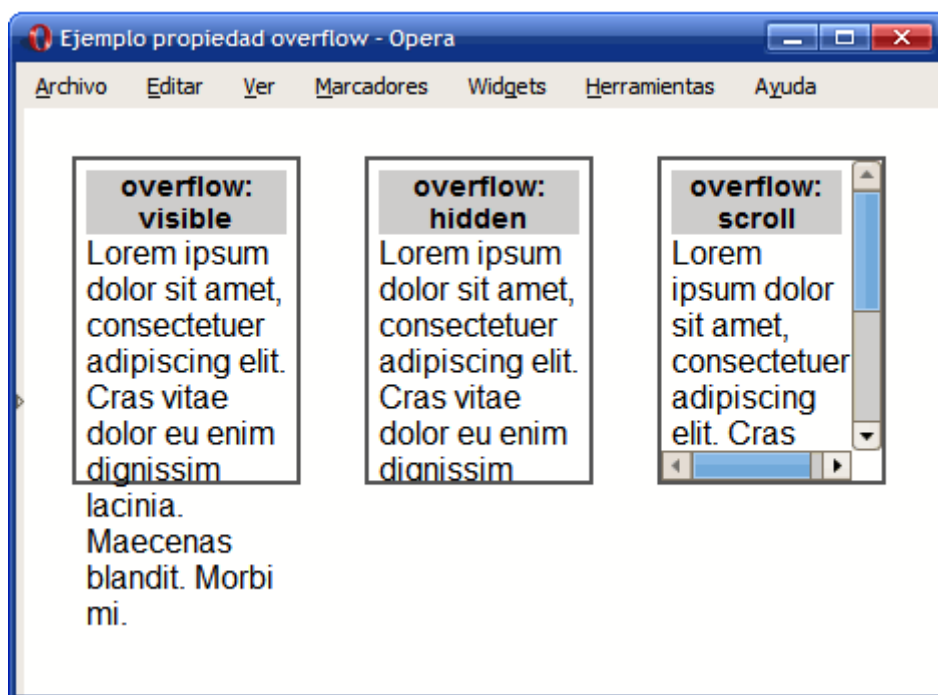 Ejemplo propiedad overflow - Opera
Archivo Editar Ver Marcadores Widgets Herramientas Ayuda
overflow:
visible
Lorem ipsum
dolor sit amet,
consectetuer
adipiscing elit.
Cras vitae
dolor eu enim
dignissim
lacinia.
Maecenas
blandit. Morbi
mi.
overflow:
hidden
Lorem ipsum
dolor sit amet,
consectetuer
adipiscing elit.
Cras vitae
dolor eu enim
dignissim
overflow:
scroll
Lorem
ipsum dolor
sit amet,
consectetuer
adipiscing
elit. Cras